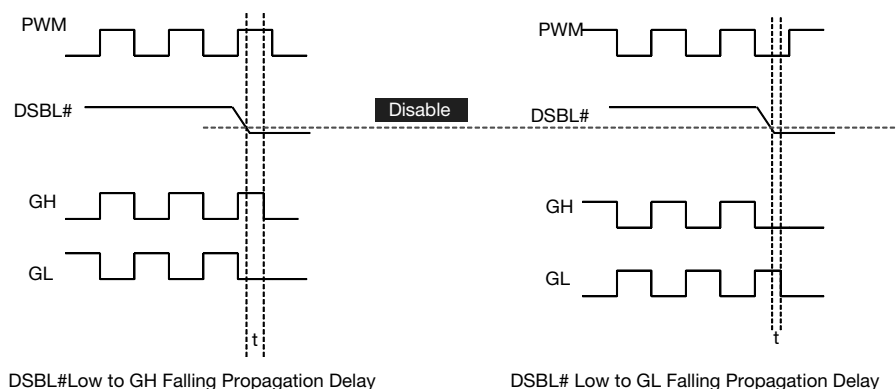 PWM
DSBL#
GH
GL
t
DSBL#Low to GH Falling Propagation Delay
Disable
PWM
DSBL#
GH
GL
t
DSBL# Low to GL Falling Propagation Delay